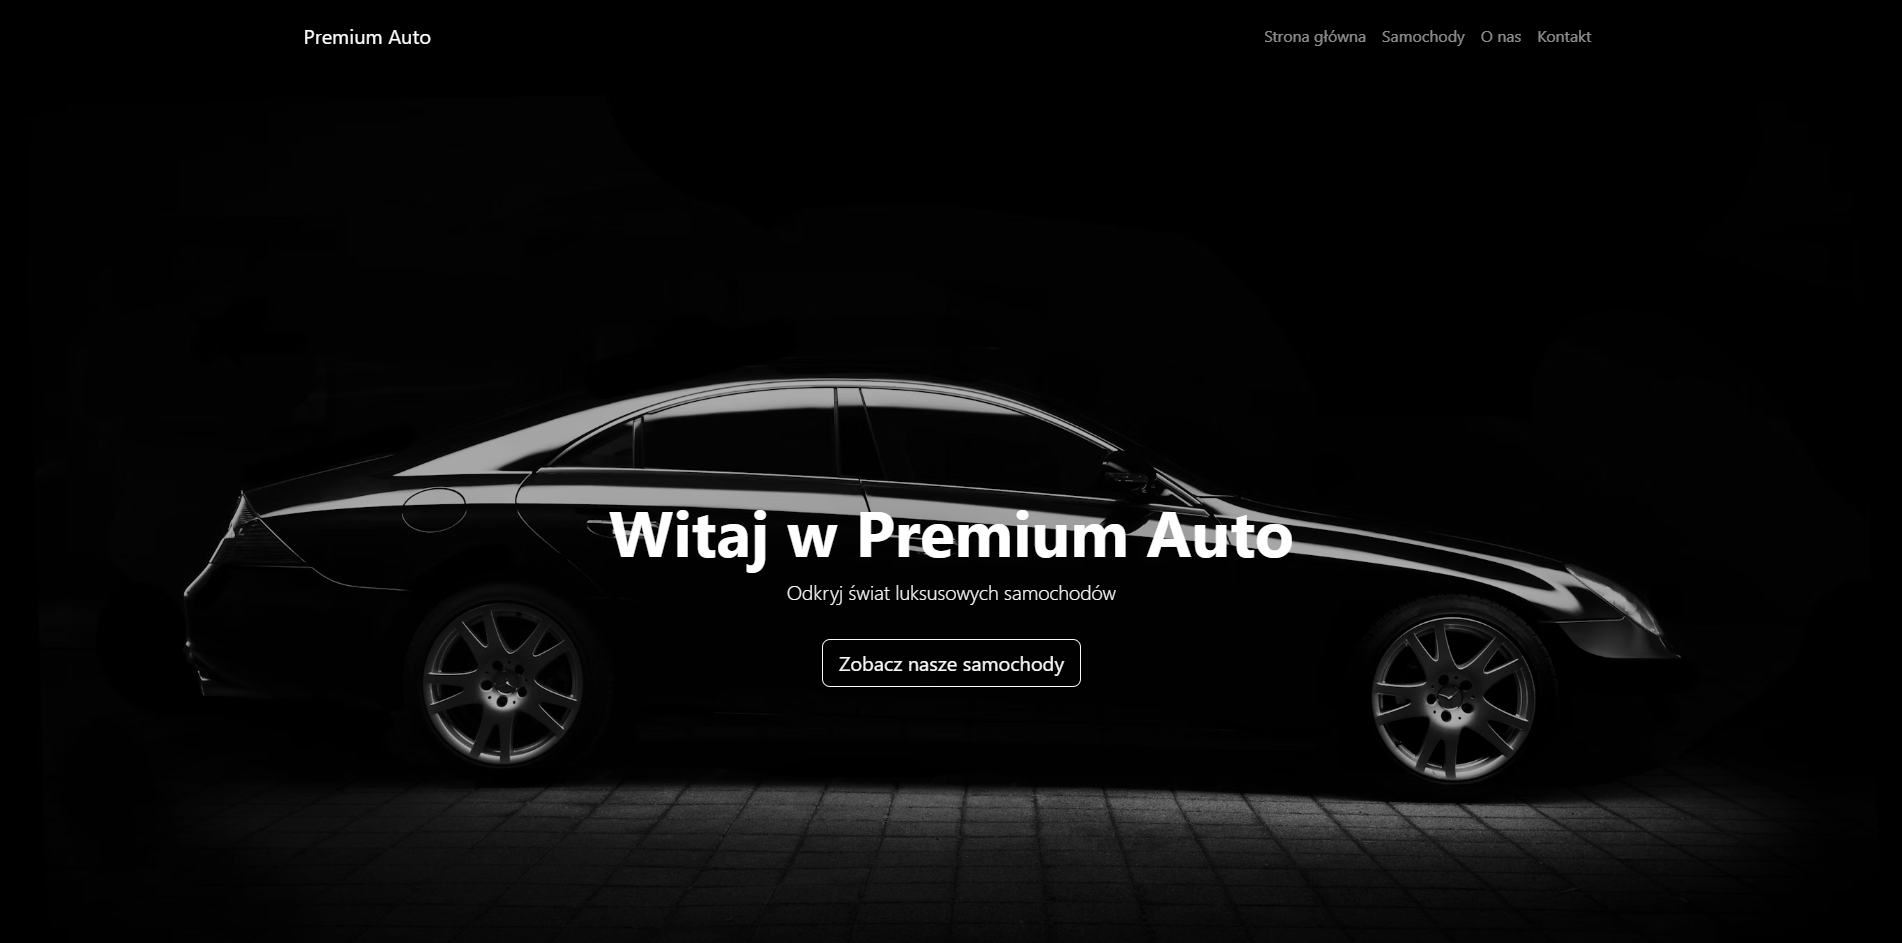 Premium Auto
Strona główna Samochody O nas Kontakt
Witaj w Premium Auto
Odkryj świat luksusowych samochodów
Zobacz nasze samochody